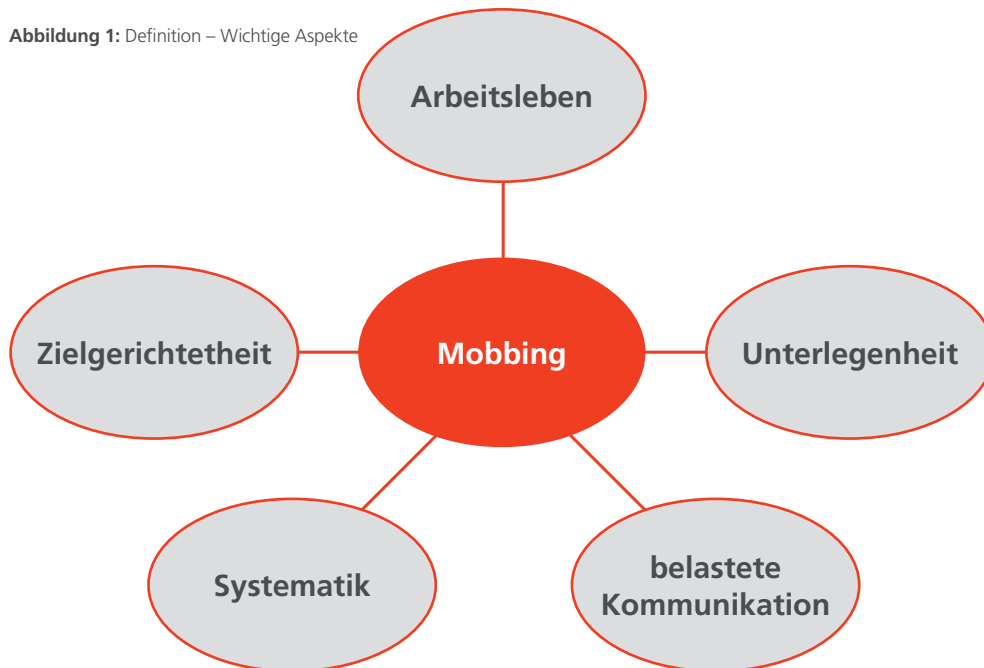 Abbildung 1: Definition – Wichtige Aspekte
Arbeitsleben
Zielgerichtetheit
Mobbing
Unterlegenheit
Systematik
belastete
Kommunikation